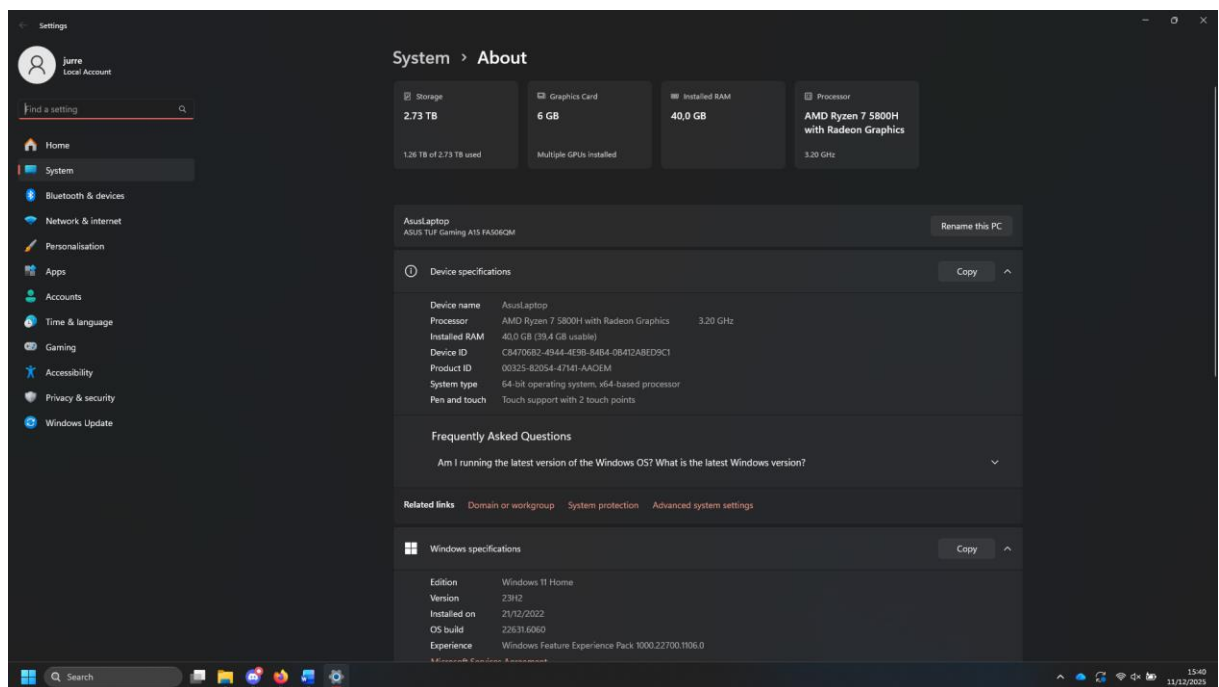 Settings
jurre
Local Account
Find a setting
Home
System
Bluetooth & devices
Network & internet
Personalisation
Apps
Accounts
Time & language
Gaming
Accessibility
Privacy & security
Windows Update
System > About
Storage
2.73 TB
1.26 TB of 2.73 TB used
Graphics Card
6 GB
Multiple GPUs installed
Installed RAM
40,0 GB
Processor
AMD Ryzen 7 5800H
with Radeon Graphics
3.20 GHz
AsusLaptop
ASUS TUF Gaming A15 FA506QM
Rename this PC
Device specifications
Copy
Device name AsusLaptop
Processor AMD Ryzen 7 5800H with Radeon Graphics 3.20 GHz
Installed RAM 40,0 GB (39,4 GB usable)
Device ID C84706B2-4944-4E9B-84B4-0B412ABED9C1
Product ID 00325-82054-47141-AAOEM
System type 64-bit operating system, x64-based processor
Pen and touch Touch support with 2 touch points
Frequently Asked Questions
Am I running the latest version of the Windows OS? What is the latest Windows version?
Related links Domain or workgroup System protection Advanced system settings
Windows specifications
Copy
Edition Windows 11 Home
Version 23H2
Installed on 21/12/2022
OS build 22631.6060
Experience Windows Feature Experience Pack 1000.22700.1106.0
Microsoft Services Agreement
Search
15:40
11/12/2025